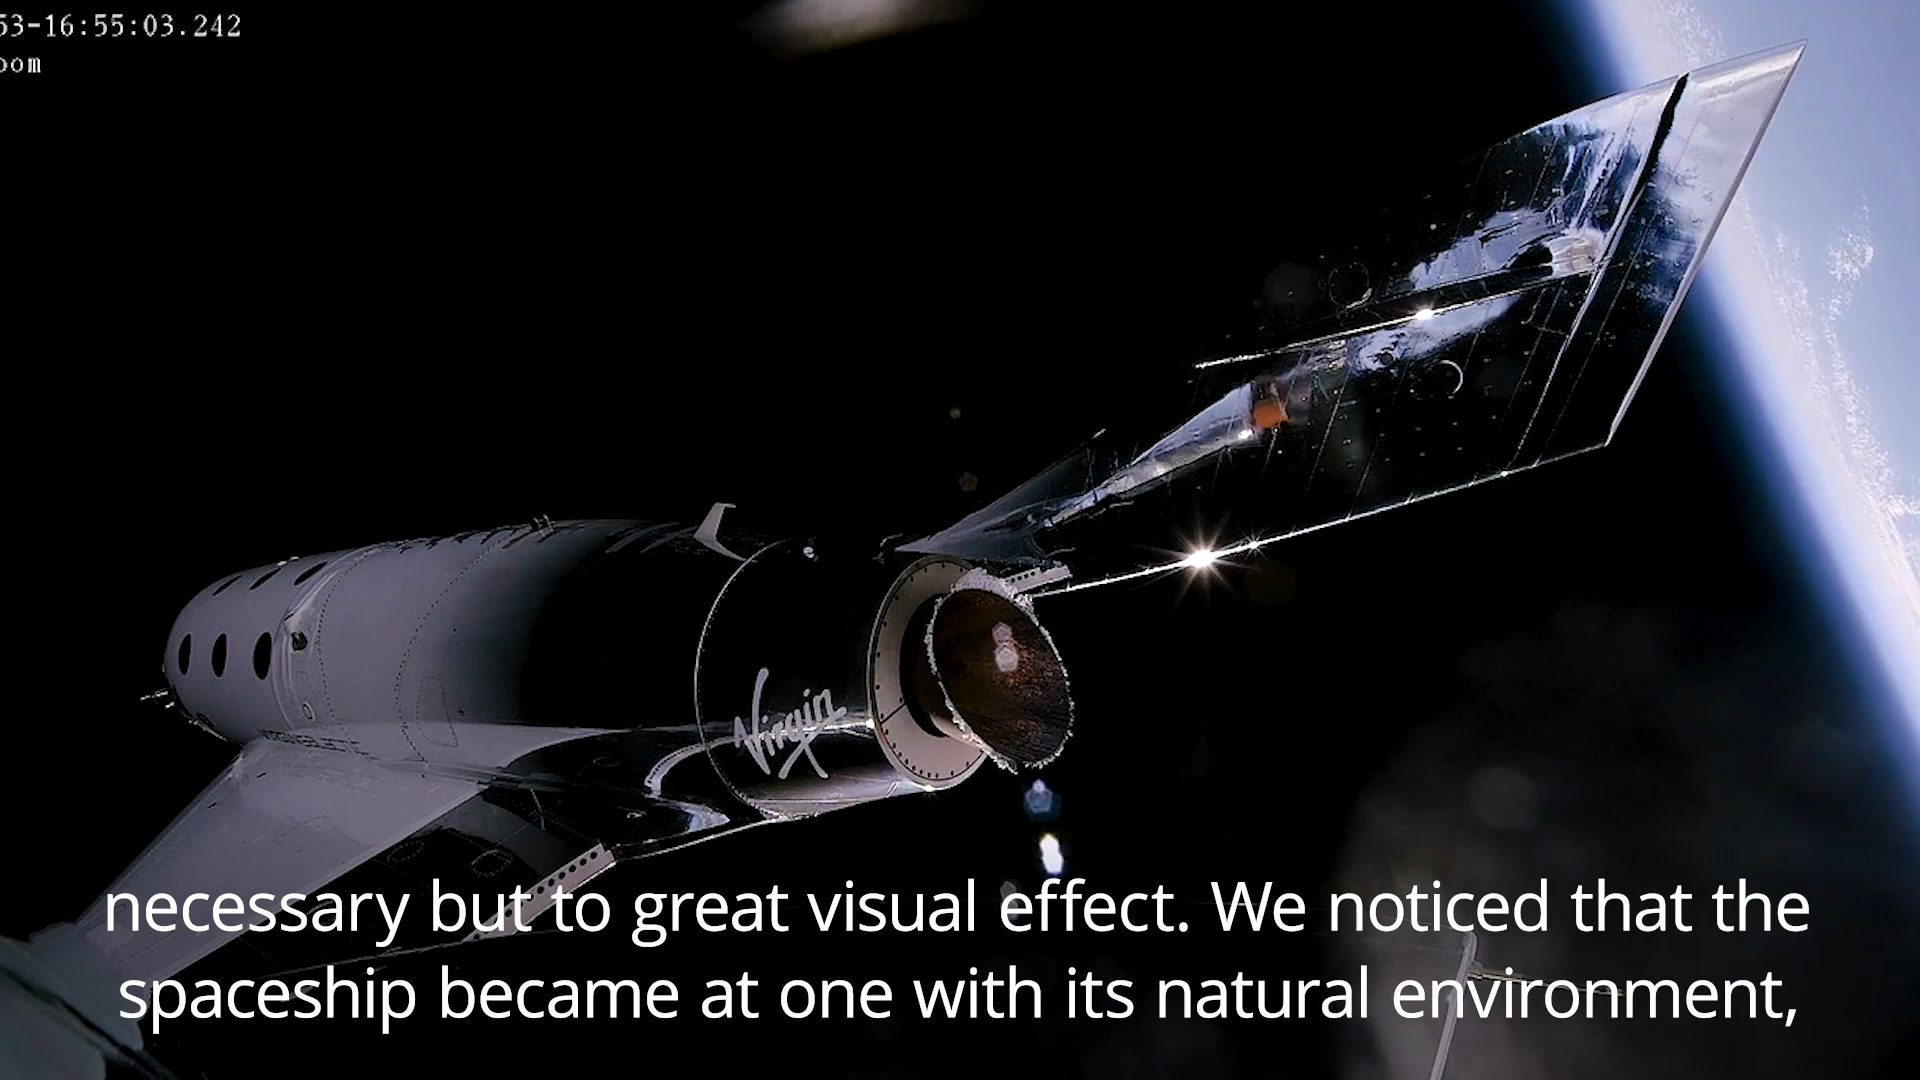 53-16:55:03.242
oom
Virgin
necessary but to great visual effect. We noticed that the
spaceship became at one with its natural environment,